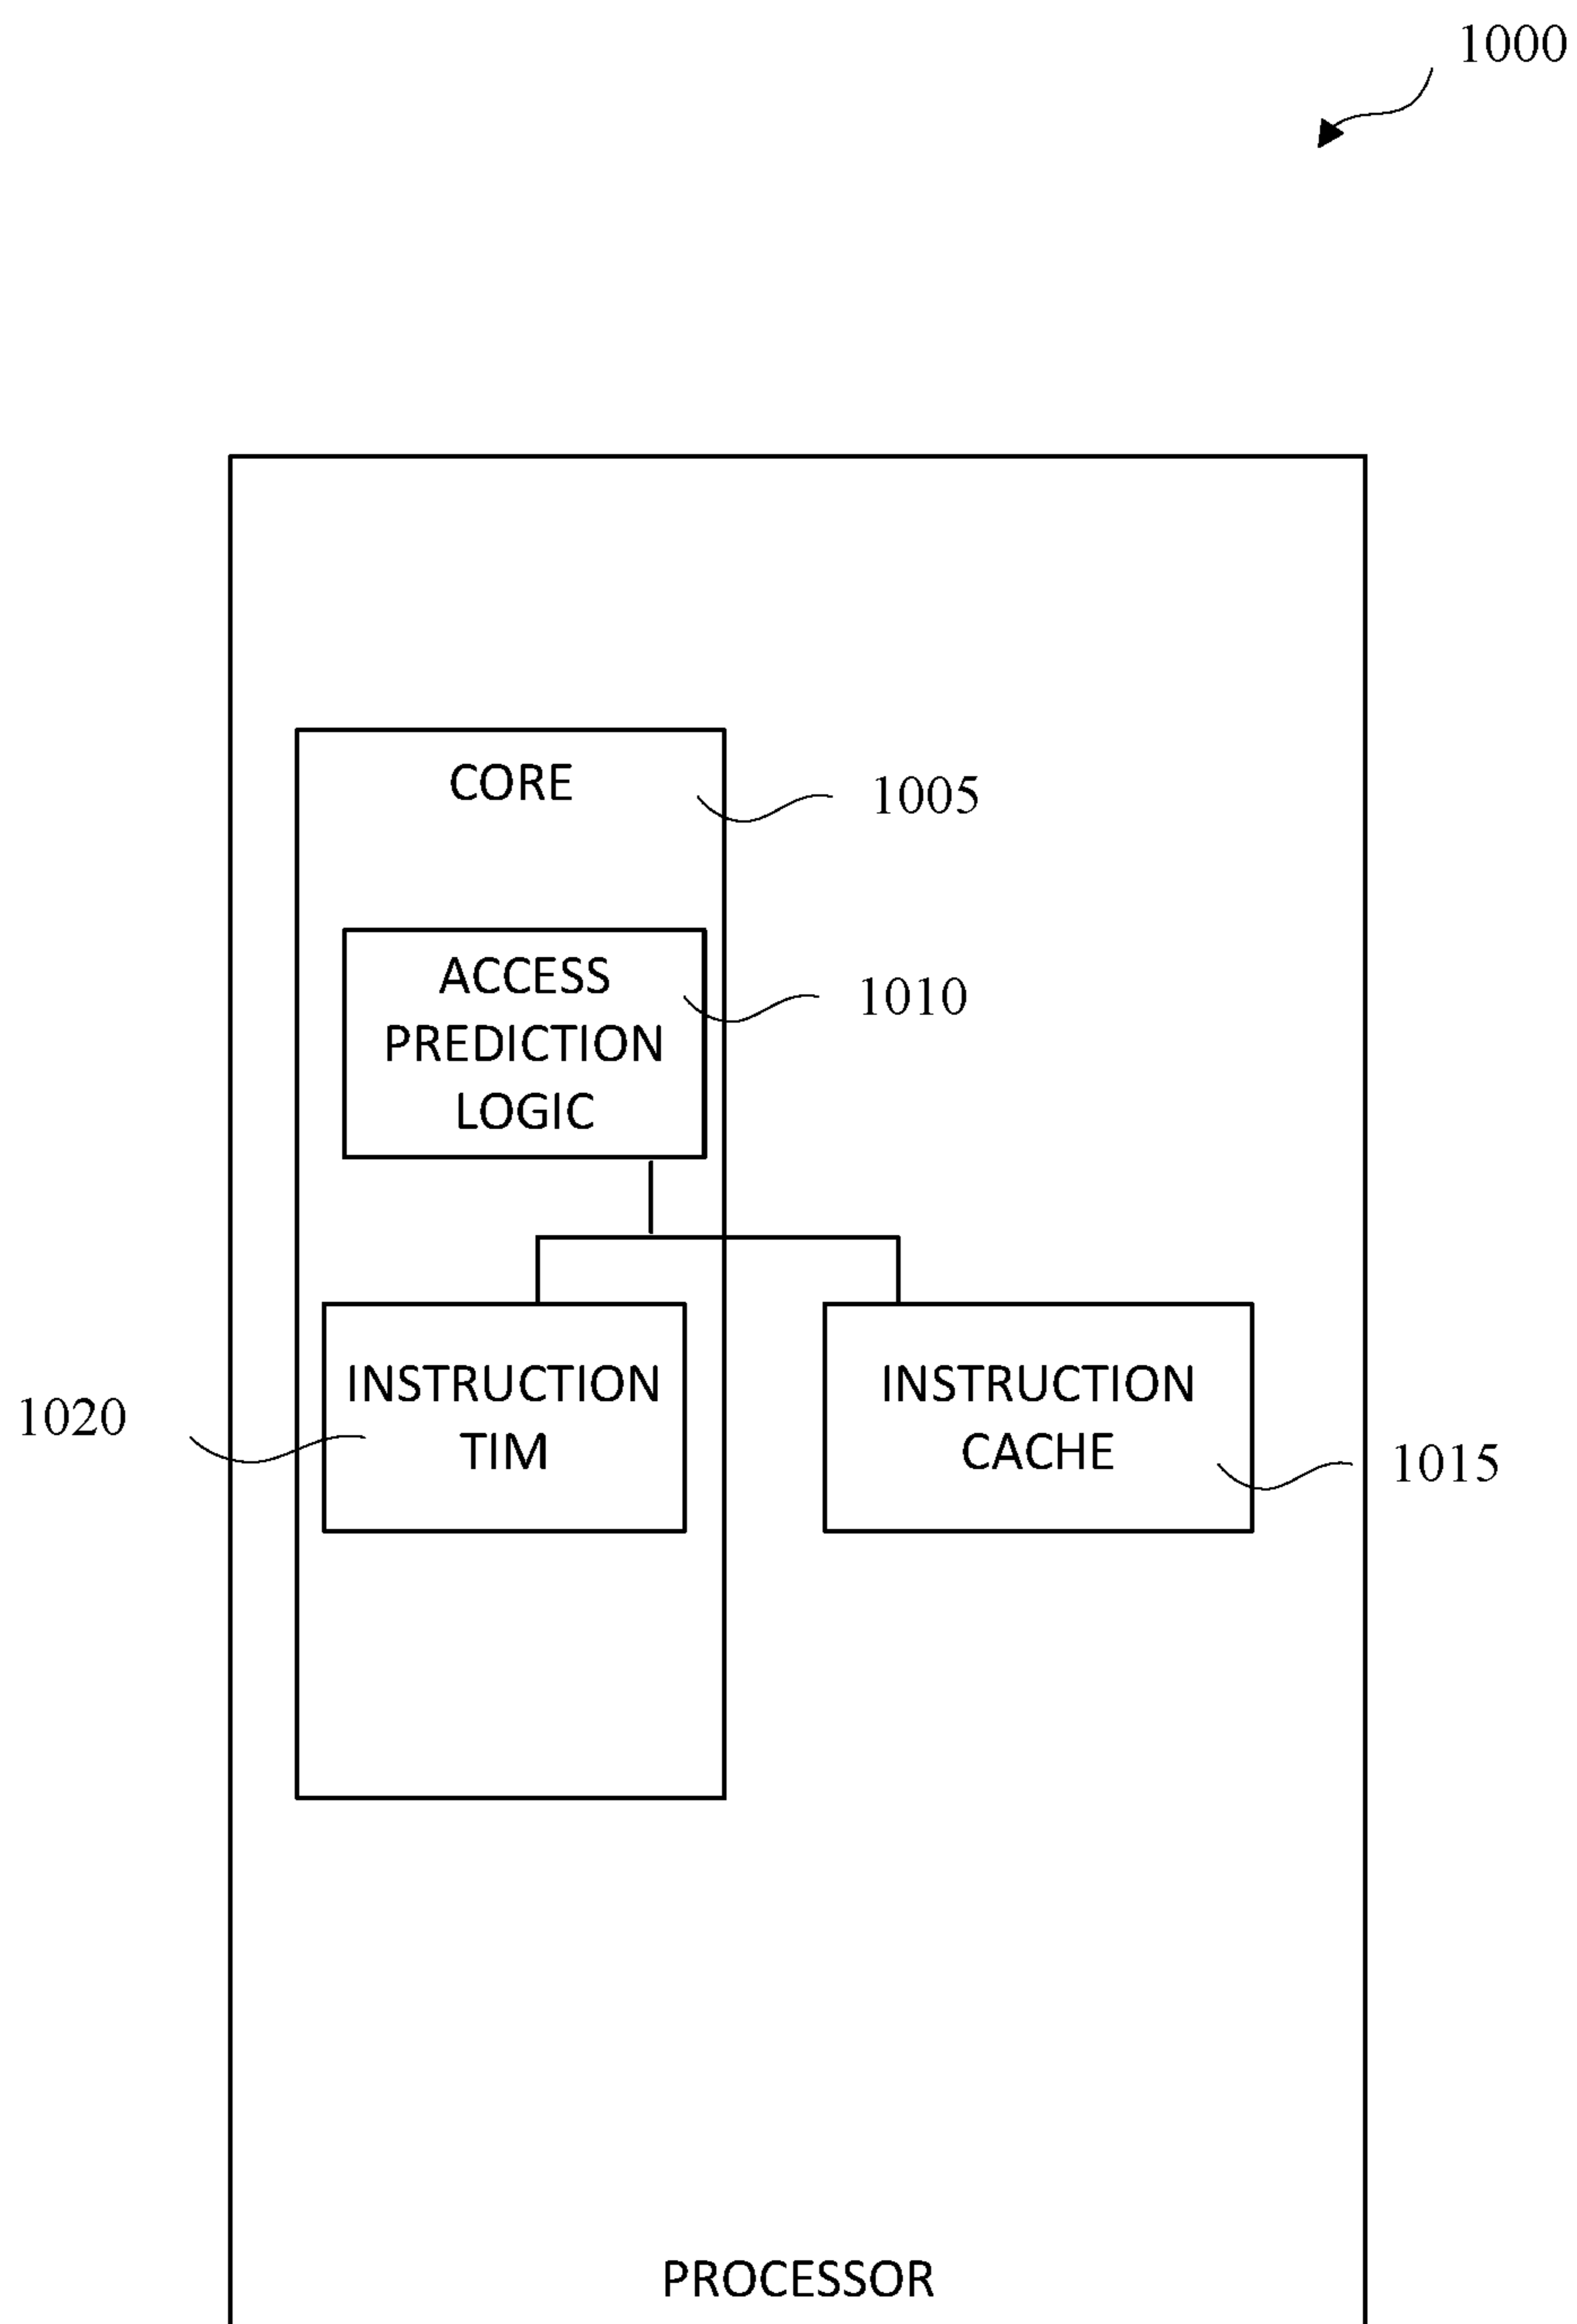 1000
CORE
1005
ACCESS
PREDICTION
LOGIC
1010
INSTRUCTION
TIM
1020
INSTRUCTION
CACHE
1015
PROCESSOR